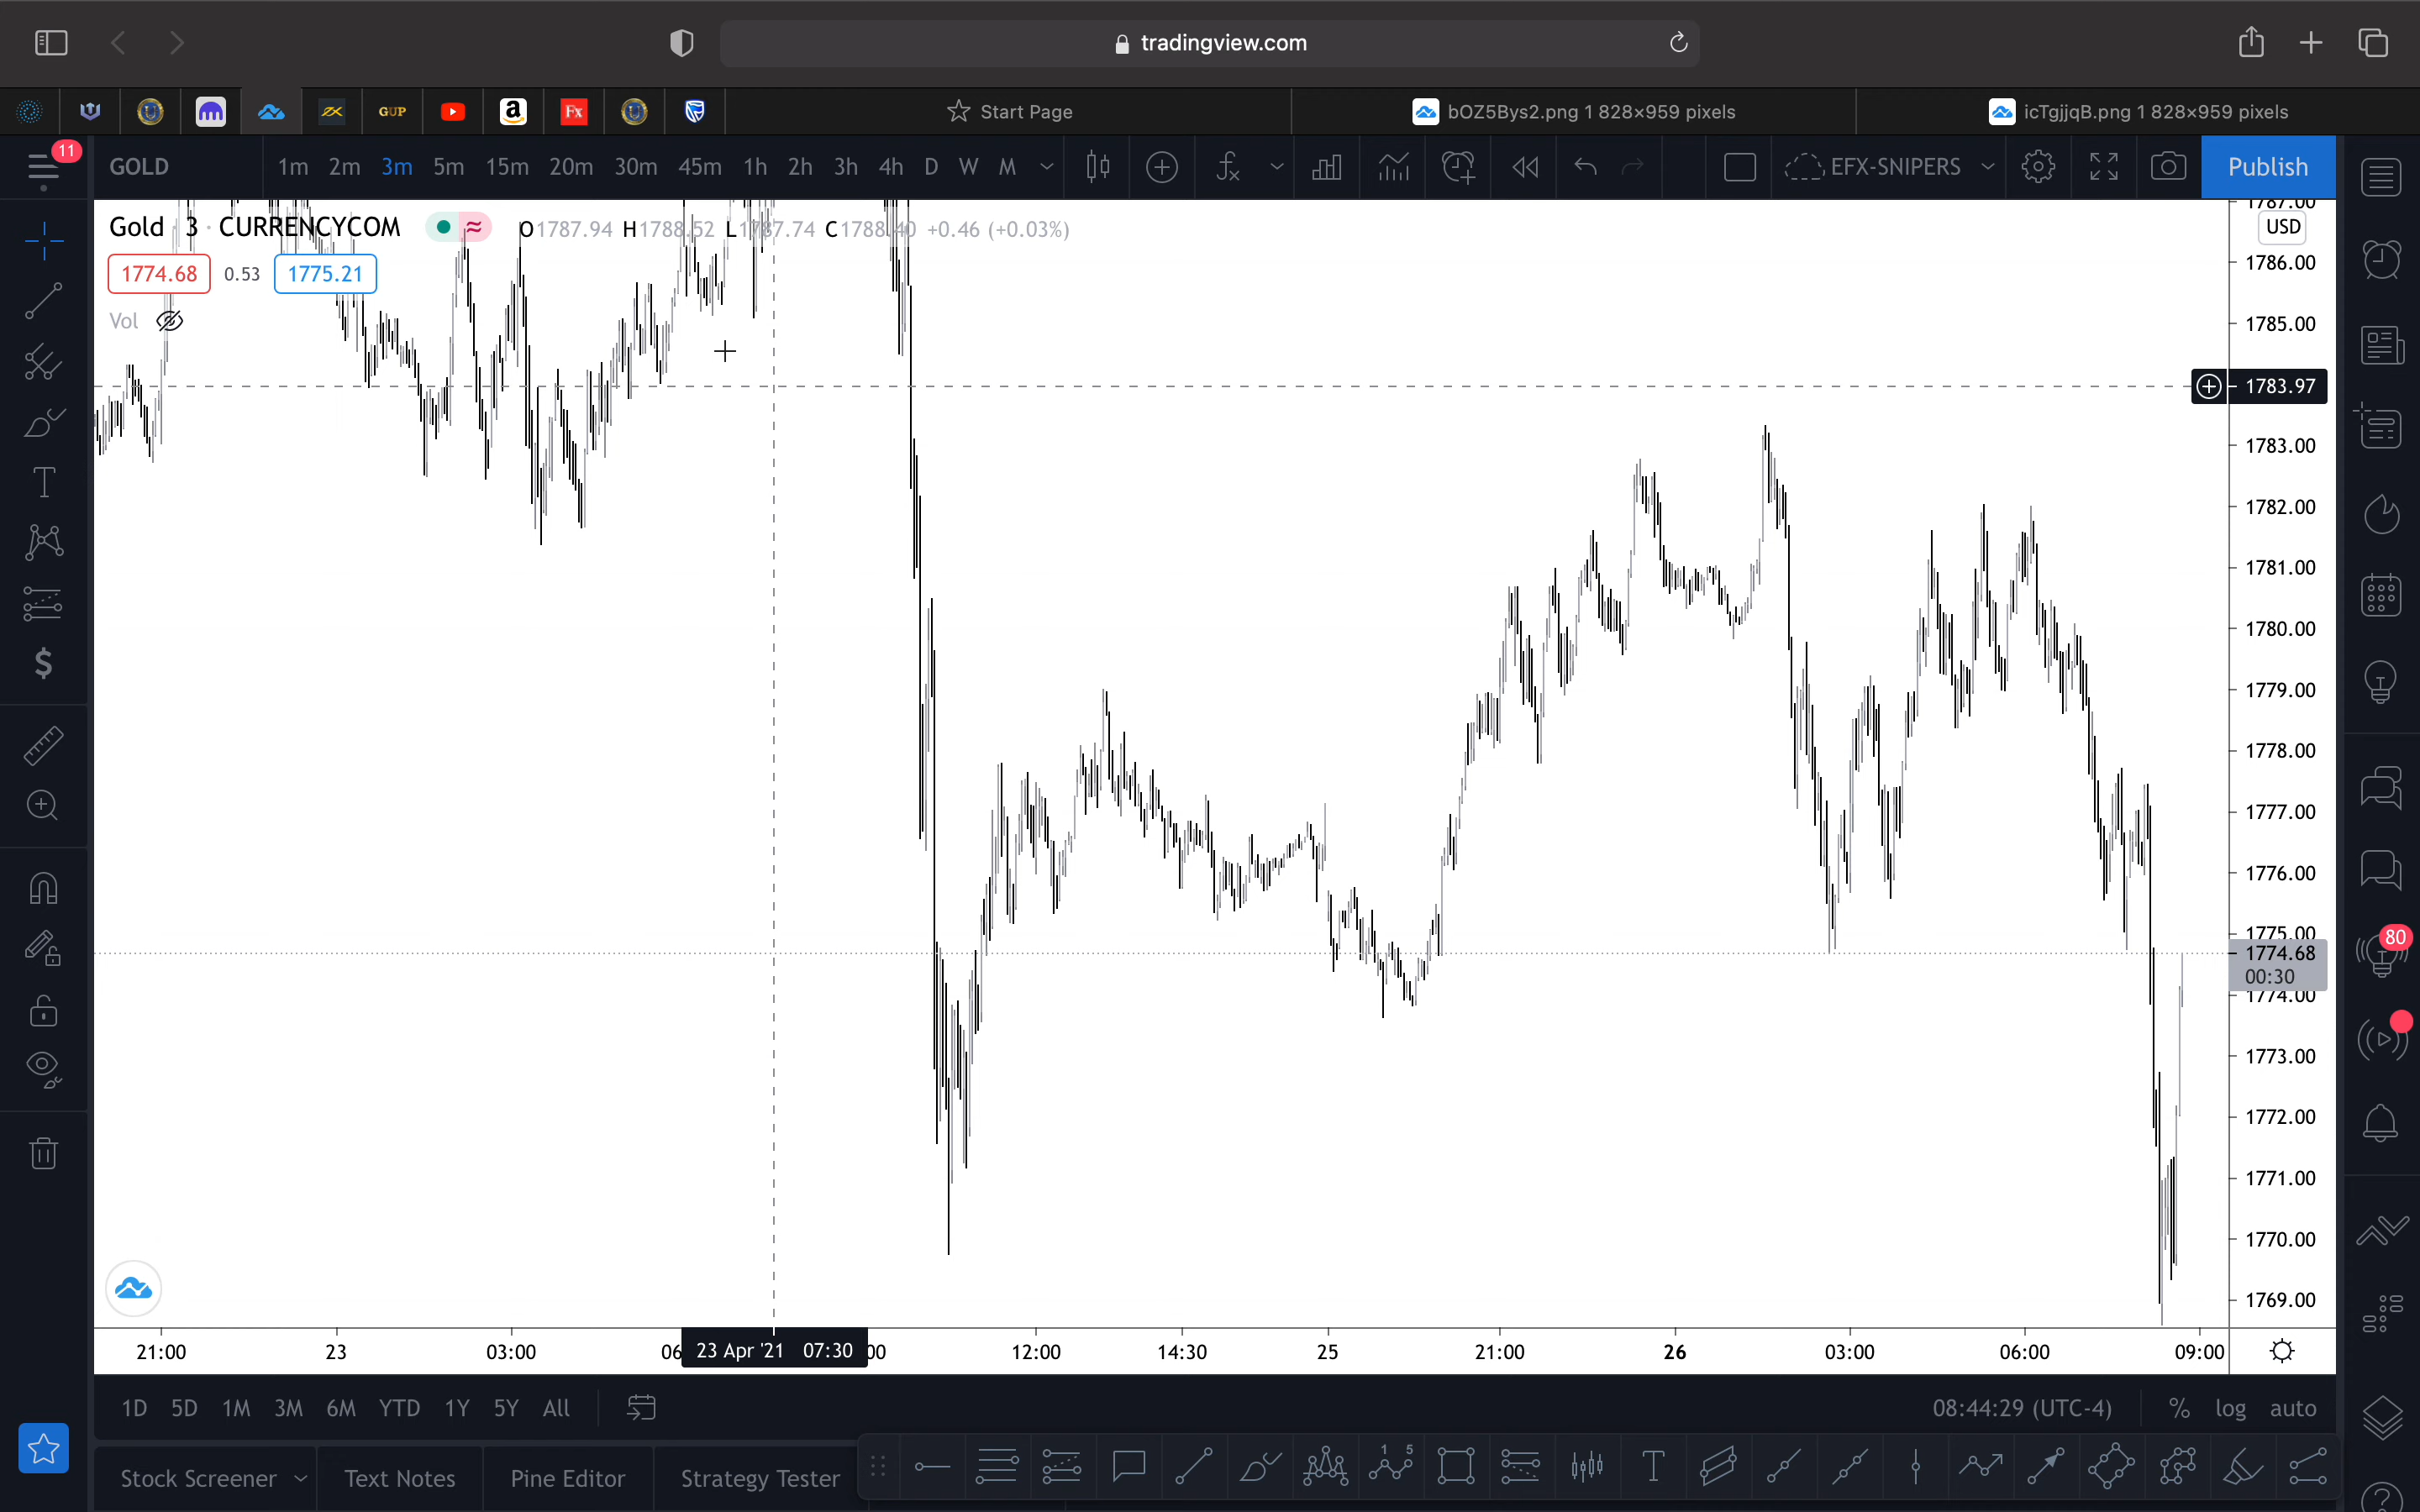 tradingview.com
GUP
a
Fx
Start Page
bOZ5Bys2.png 1 828×959 pixels
icTgjjqB.png 1 828×959 pixels
11
GOLD
1m 2m 3m 5m 15m 20m 30m 45m 1h 2h 3h 4h D W M
EFX-SNIPERS
Publish
Gold · 3 · CURRENCYCOM
O1787.94 H1788.52 L1787.74 C1788.40 +0.46 (+0.03%)
1774.68 0.53 1775.21
Vol
1787.00
USD
1786.00
1785.00
1783.97
1783.00
1782.00
1781.00
1780.00
1779.00
1778.00
1777.00
1776.00
1775.00
1774.68
00:30
1774.00
1773.00
1772.00
1771.00
1770.00
1769.00
80
21:00 23 03:00 06 23 Apr '21 07:30 00 12:00 14:30 25 21:00 26 03:00 06:00 09:00
1D 5D 1M 3M 6M YTD 1Y 5Y All
08:44:29 (UTC-4) % log auto
Stock Screener Text Notes Pine Editor Strategy Tester
1 5
T